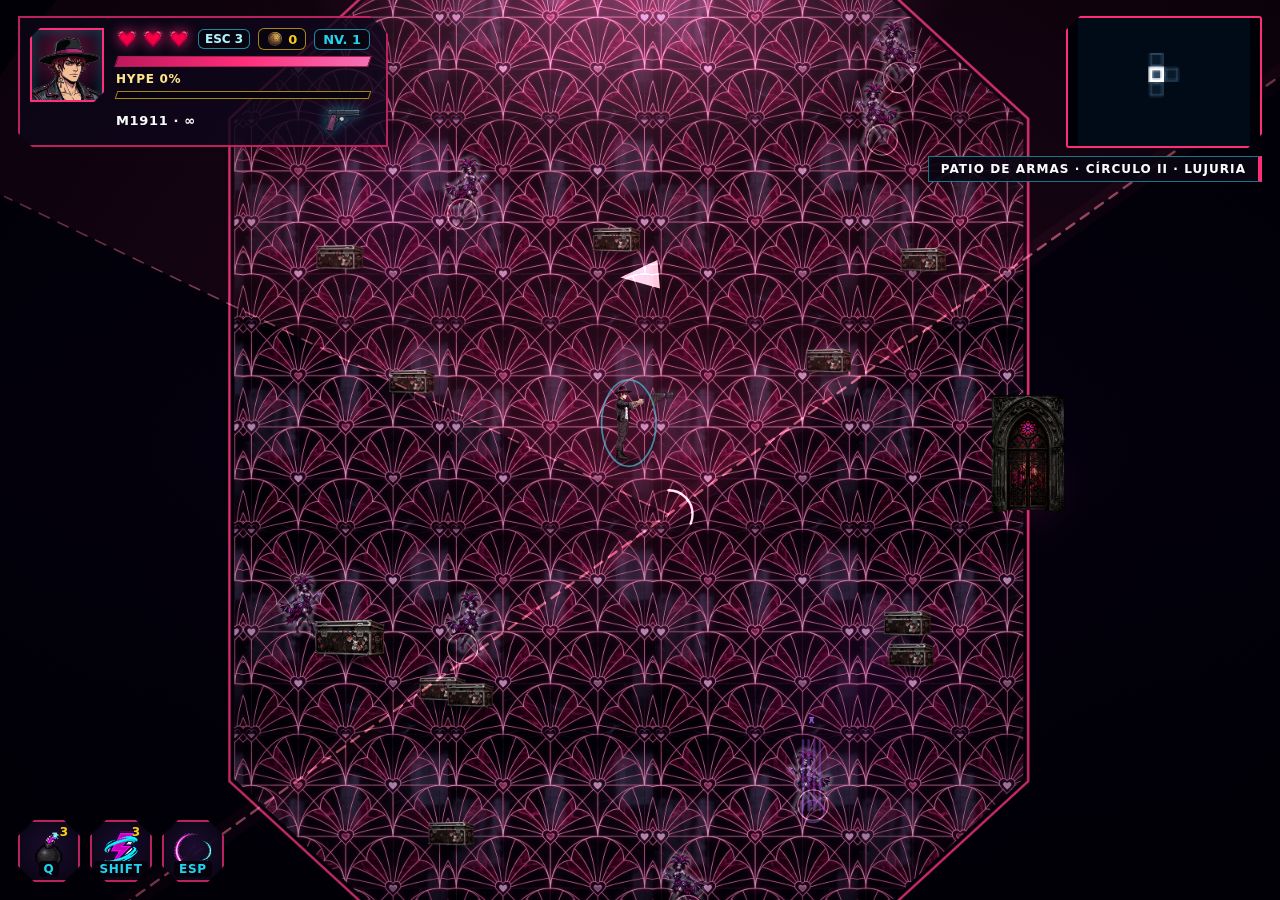 ESC 3
0
NV. 1
HYPE 0%
M1911 · ∞
PATIO DE ARMAS · CÍRCULO II · LUJURIA
3
Q
3
SHIFT
ESP